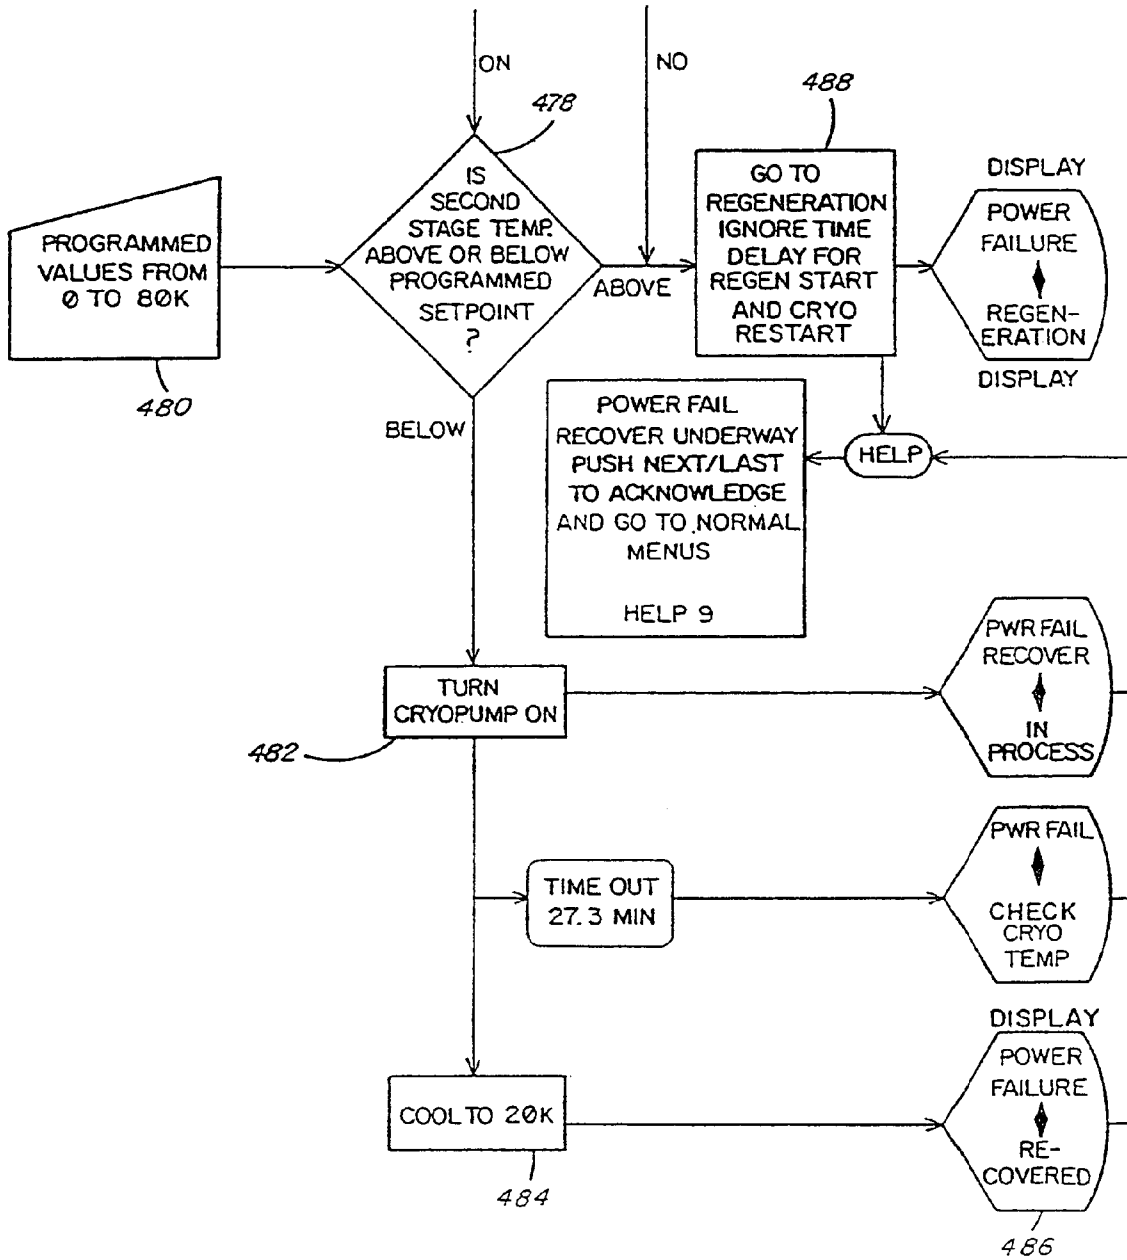 ON
NO
478
488
IS
SECOND
STAGE TEMP.
ABOVE OR BELOW
PROGRAMMED
SETPOINT
?
PROGRAMMED
VALUES FROM
0 TO 80K
480
ABOVE
BELOW
GO TO
REGENERATION
IGNORE TIME
DELAY FOR
REGEN START
AND CRYO
RESTART
DISPLAY
POWER
FAILURE
REGEN-
ERATION
DISPLAY
POWER FAIL
RECOVER UNDERWAY
PUSH NEXT/LAST
TO ACKNOWLEDGE
AND GO TO NORMAL
MENUS
HELP 9
HELP
TURN
CRYOPUMP ON
482
PWR FAIL
RECOVER
IN
PROCESS
TIME OUT
27.3 MIN
PWR FAIL
CHECK
CRYO
TEMP
COOL TO 20K
484
DISPLAY
POWER
FAILURE
RE-
COVERED
486